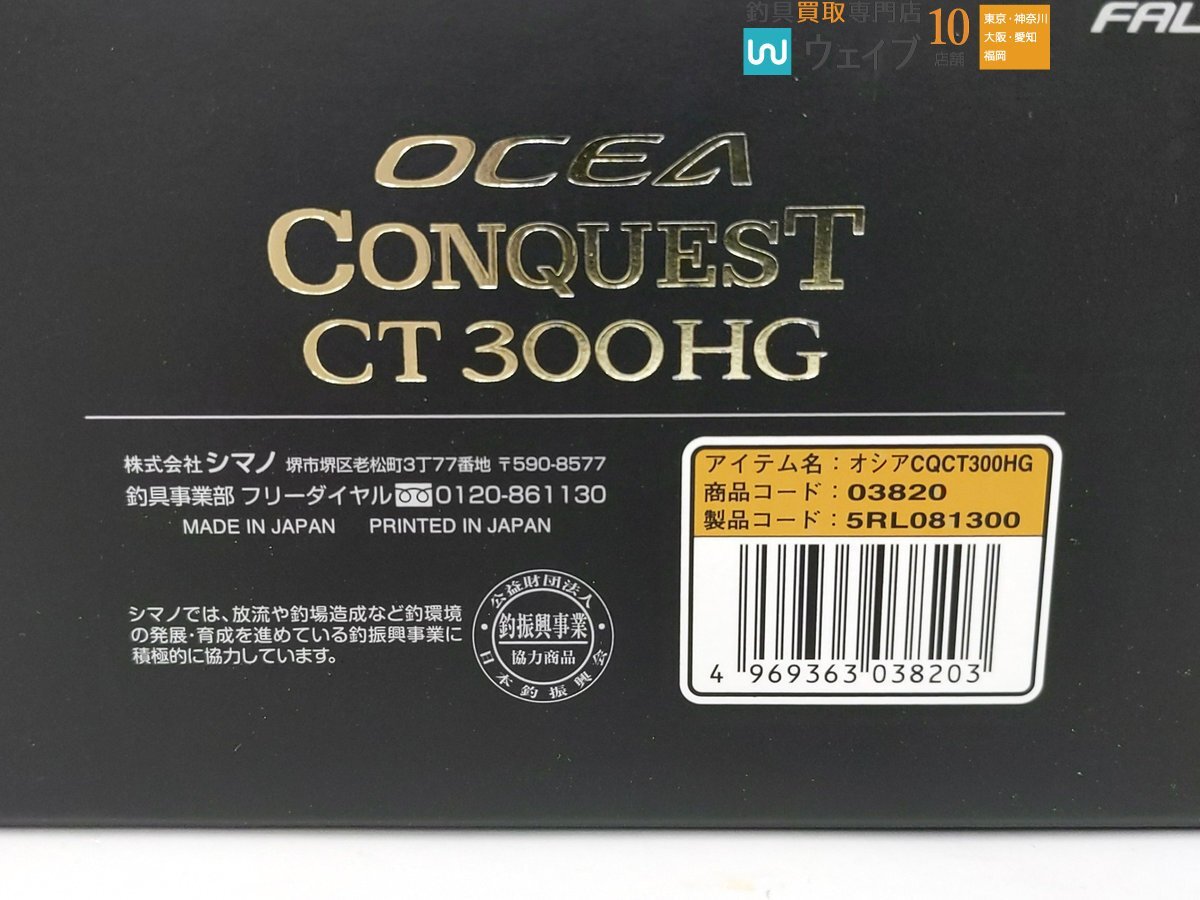 釣具買取専門店
ウェイブ
10
店舗
東京・神奈川
大阪・愛知
福岡
FAL
OCEA
CONQUEST
CT 300HG
株式会社シマノ 堺市堺区老松町3丁77番地 〒590-8577
釣具事業部 フリーダイヤル 0120-861130
MADE IN JAPAN PRINTED IN JAPAN
シマノでは、放流や釣場造成など釣環境
の発展・育成を進めている釣振興事業に
積極的に協力しています。
公益財団法人
釣振興事業
協力商品
日本釣振興会
アイテム名：オシアCQCT300HG
商品コード：03820
製品コード：5RL081300
4 969363 038203